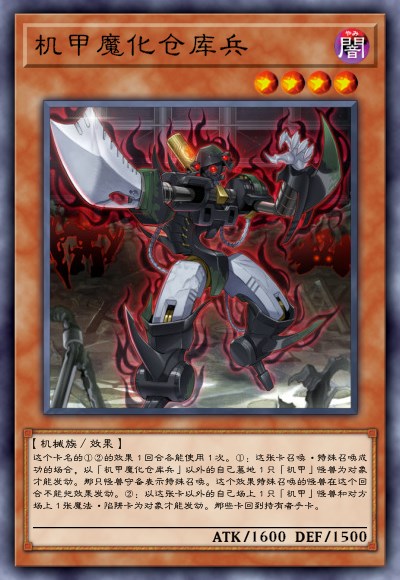 机甲魔化仓库兵
やみ
闇
【机械族／效果】
这个卡名的①②的效果1回合各能使用1次。①：这张卡召唤·特殊召唤成
功的场合，以「机甲魔化仓库兵」以外的自己墓地1只「机甲」怪兽为对象
才能发动。那只怪兽守备表示特殊召唤。这个效果特殊召唤的怪兽在这个回
合不能把效果发动。②：以这张卡以外的自己场上1只「机甲」怪兽和对方
场上1张魔法·陷阱卡为对象才能发动。那些卡回到持有者手卡。
ATK/1600 DEF/1500